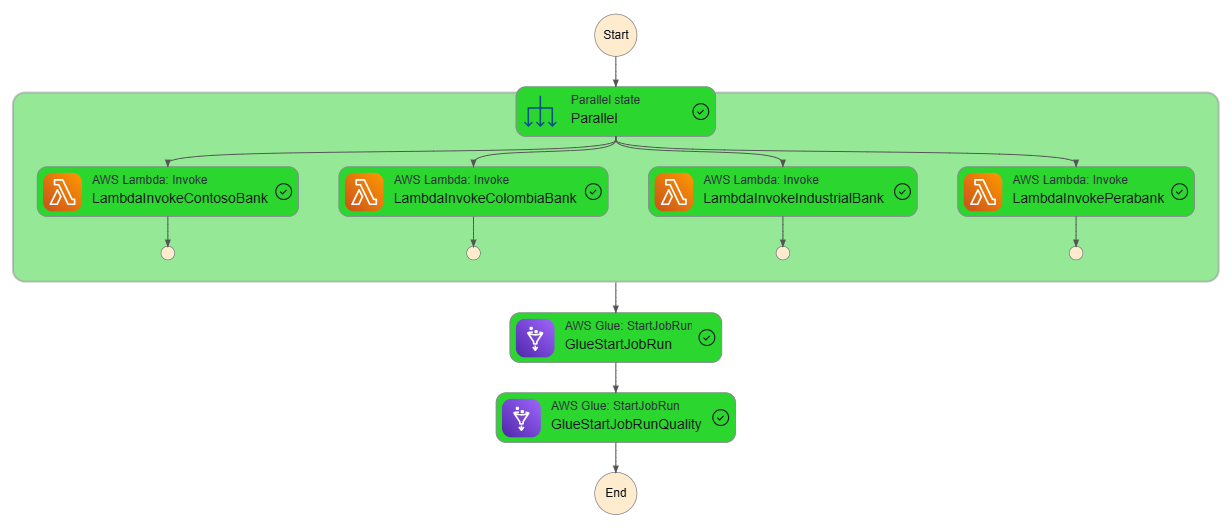 Start
Parallel state
Parallel
AWS Lambda: Invoke
LambdaInvokeContosoBank
AWS Lambda: Invoke
LambdaInvokeColombiaBank
AWS Lambda: Invoke
LambdaInvokeIndustrialBank
AWS Lambda: Invoke
LambdaInvokePerabank
AWS Glue: StartJobRun
GlueStartJobRun
AWS Glue: StartJobRun
GlueStartJobRunQuality
End